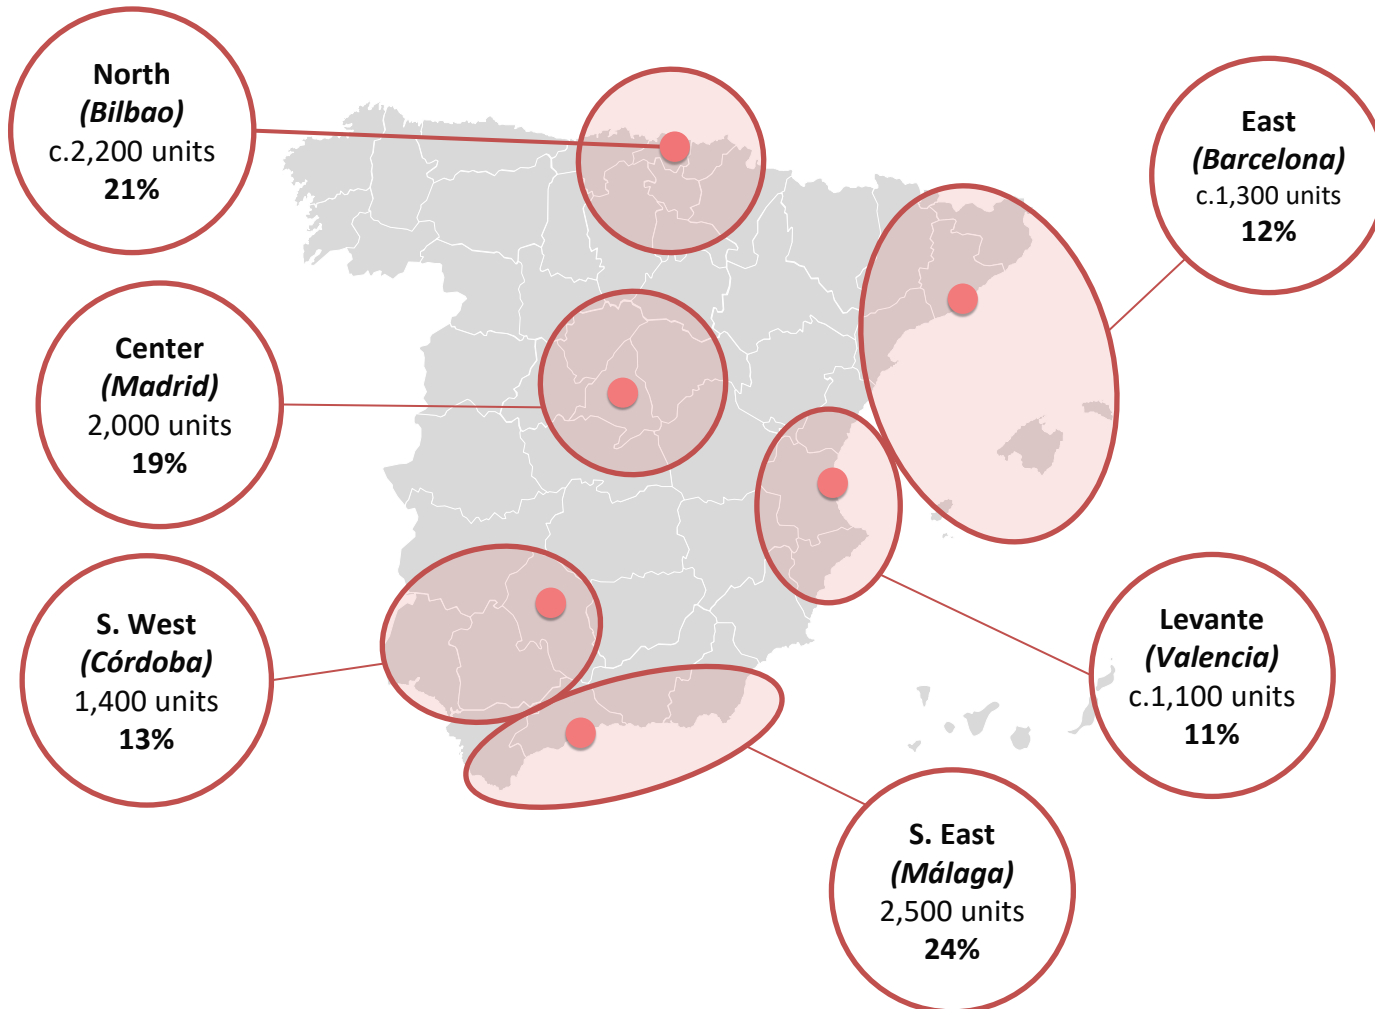 North
(Bilbao)
c.2,200 units
21%
East
(Barcelona)
c.1,300 units
12%
Center
(Madrid)
2,000 units
19%
S. West
(Córdoba)
1,400 units
13%
Levante
(Valencia)
c.1,100 units
11%
S. East
(Málaga)
2,500 units
24%